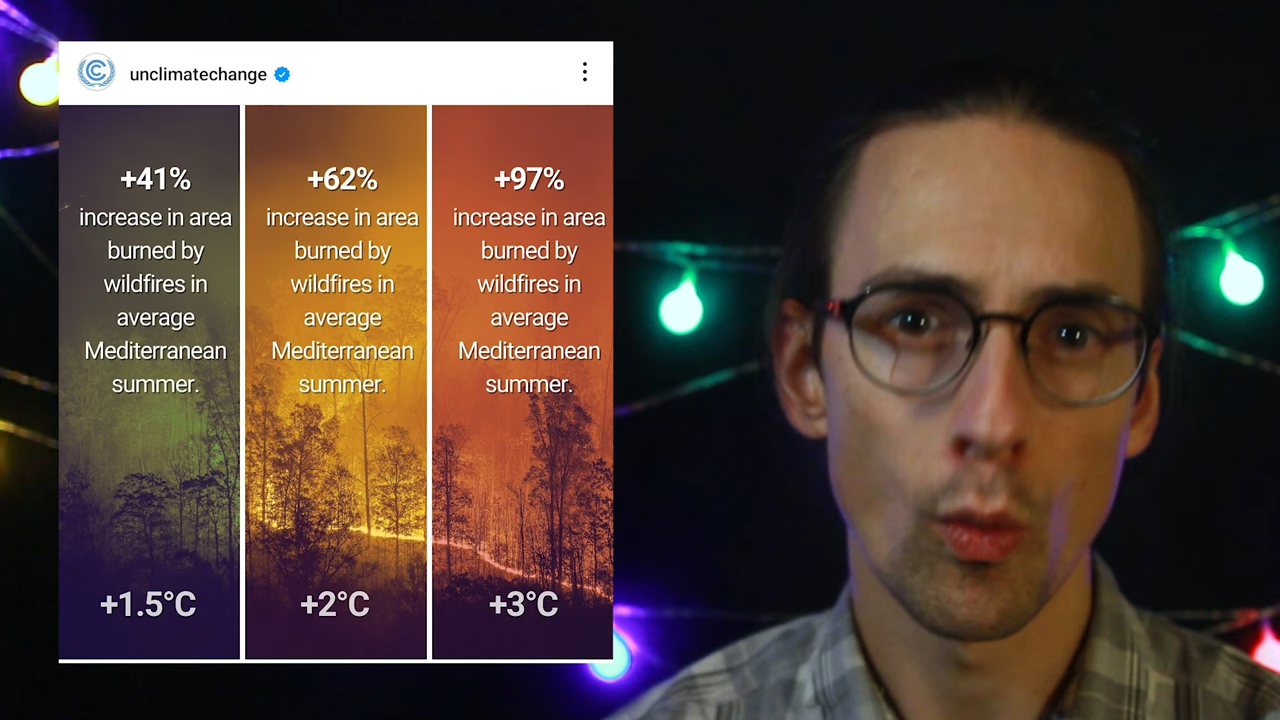 unclimatechange
+41%
increase in area
burned by
wildfires in
average
Mediterranean
summer.
+1.5°C
+62%
increase in area
burned by
wildfires in
average
Mediterranean
summer.
+2°C
+97%
increase in area
burned by
wildfires in
average
Mediterranean
summer.
+3°C